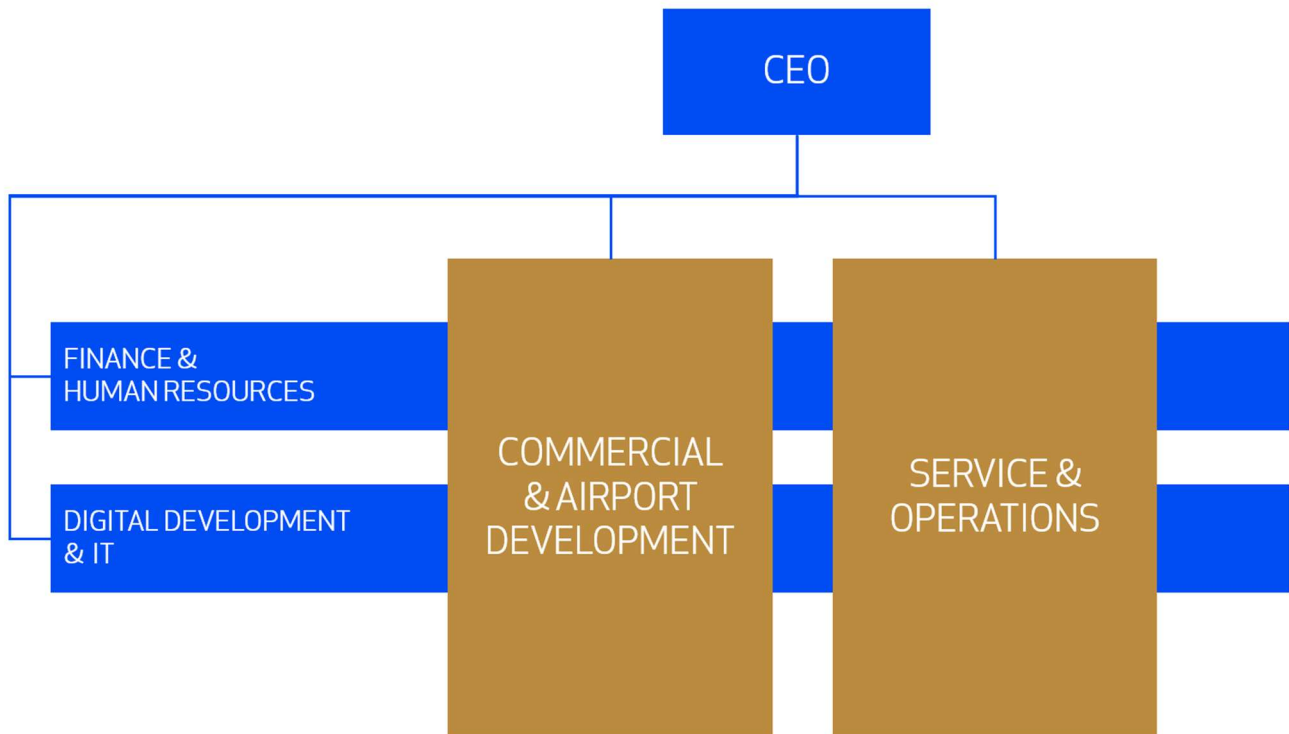 CEO
FINANCE &
HUMAN RESOURCES
DIGITAL DEVELOPMENT
& IT
COMMERCIAL
& AIRPORT
DEVELOPMENT
SERVICE &
OPERATIONS